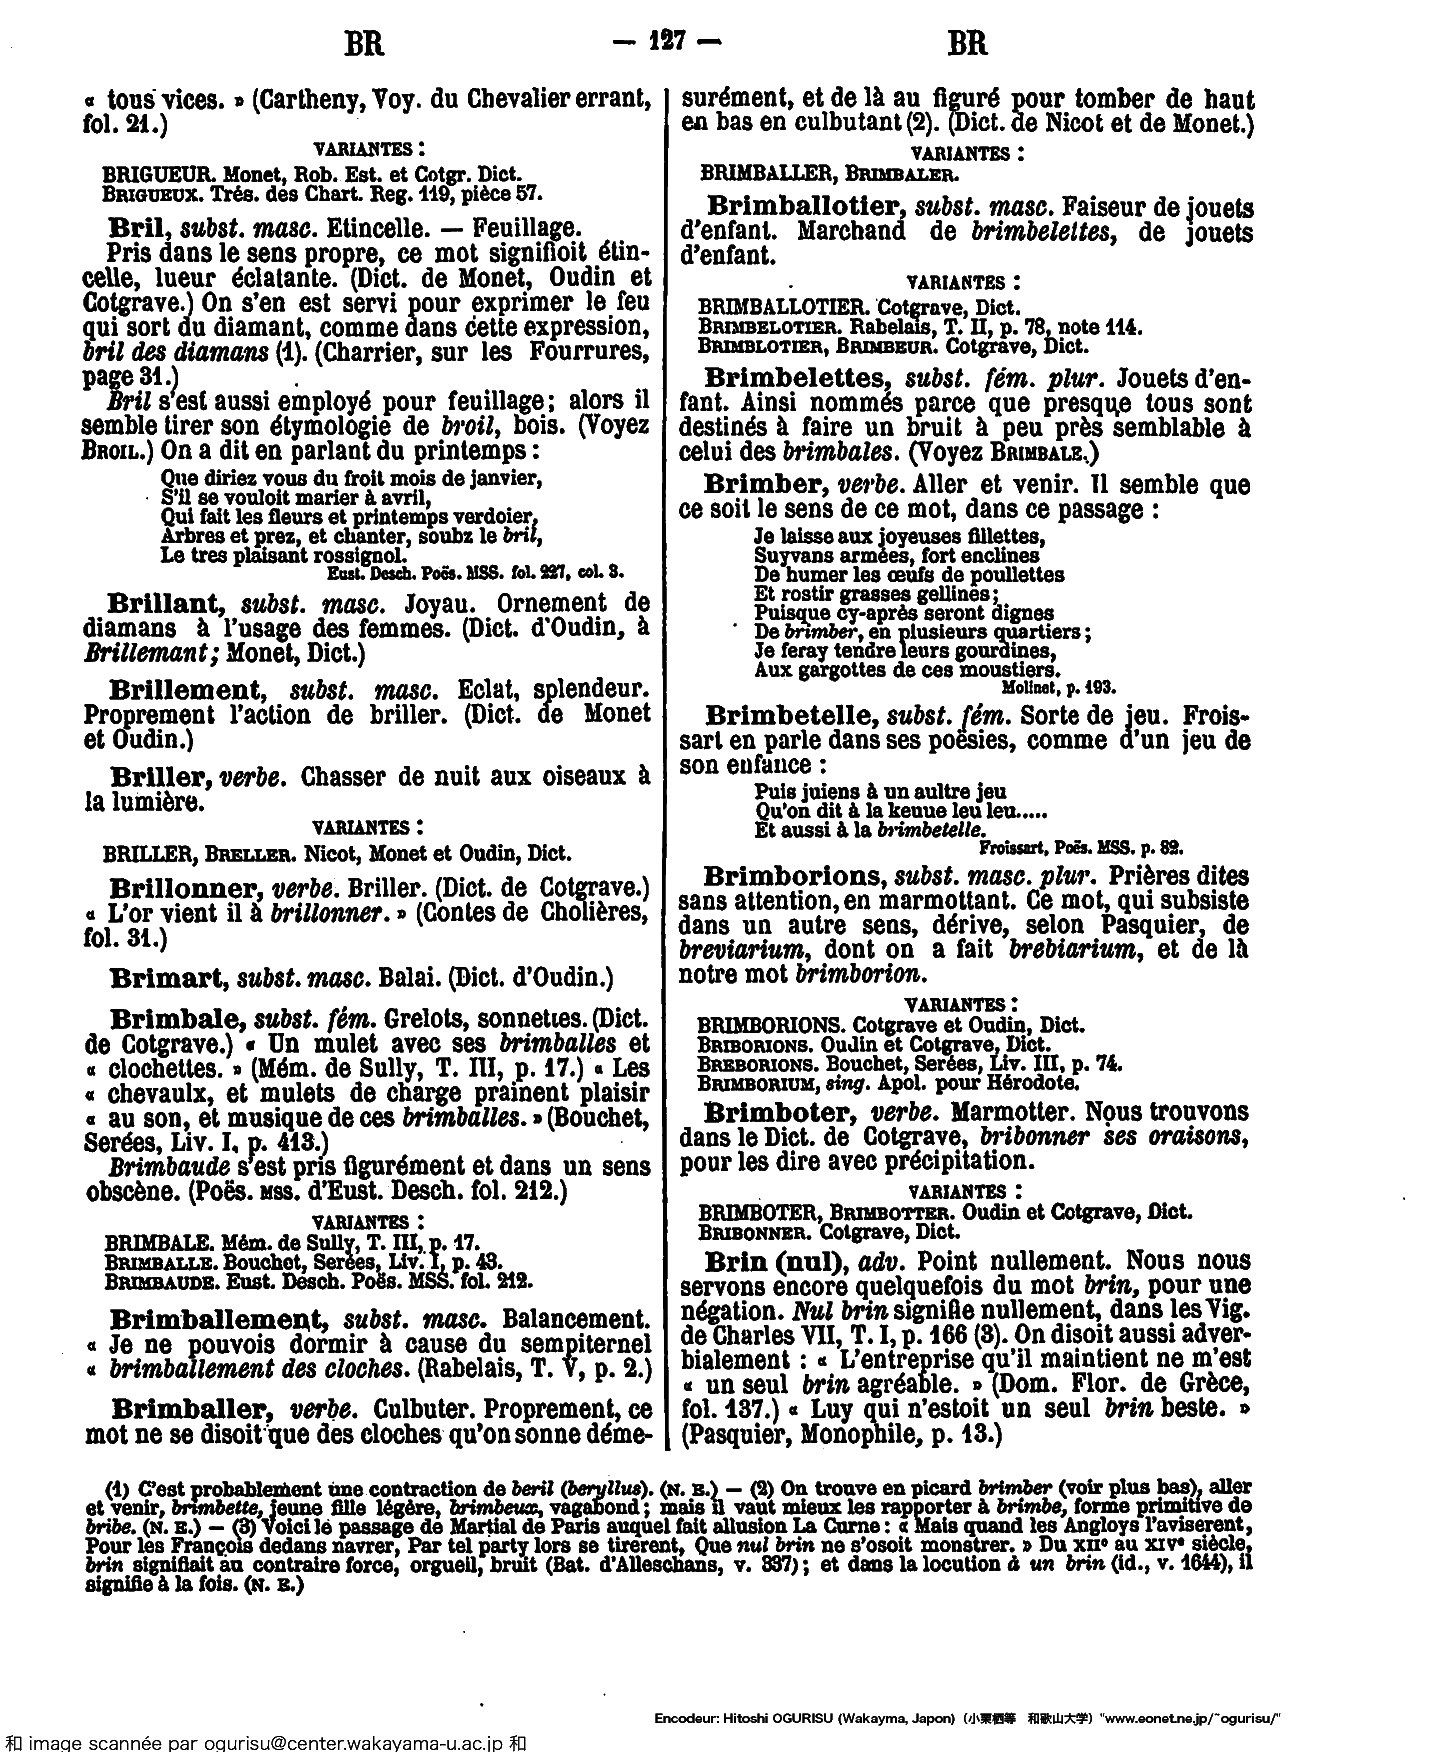 BR — 127 — BR
« tous vices. » (Cartheny, Voy. du Chevalier errant,
fol. 21.)
VARIANTES :
BRIGUEUR. Monet, Rob. Est. et Cotgr. Dict.
BRIGUEUX. Trés. des Chart. Reg. 119, pièce 57.
Bril, subst. masc. Etincelle. — Feuillage.
Pris dans le sens propre, ce mot signifioit étin-
celle, lueur éclatante. (Dict. de Monet, Oudin et
Cotgrave.) On s'en est servi pour exprimer le feu
qui sort du diamant, comme dans cette expression,
bril des diamans (1). (Charrier, sur les Fourrures,
page 31.)
Bril s'est aussi employé pour feuillage; alors il
semble tirer son étymologie de broil, bois. (Voyez
BROIL.) On a dit en parlant du printemps :
Que diriez vous du froit mois de janvier,
S'il se vouloit marier à avril,
Qui fait les fleurs et printemps verdoier,
Arbres et prez, et chanter, soubz le bril,
Le tres plaisant rossignol.
Eust. Desch. Poës. MSS. fol. 227, col. 3.
Brillant, subst. masc. Joyau. Ornement de
diamans à l'usage des femmes. (Dict. d'Oudin, à
Brillemant; Monet, Dict.)
Brillement, subst. masc. Eclat, splendeur.
Proprement l'action de briller. (Dict. de Monet
et Oudin.)
Briller, verbe. Chasser de nuit aux oiseaux à
la lumière.
VARIANTES :
BRILLER, BRELLER. Nicot, Monet et Oudin, Dict.
Brillonner, verbe. Briller. (Dict. de Cotgrave.)
« L'or vient il à brillonner. » (Contes de Cholières,
fol. 31.)
Brimart, subst. masc. Balai. (Dict. d'Oudin.)
Brimbale, subst. fém. Grelots, sonnettes. (Dict.
de Cotgrave.) « Un mulet avec ses brimballes et
« clochettes. » (Mém. de Sully, T. III, p. 17.) « Les
« chevaulx, et mulets de charge prainent plaisir
« au son, et musique de ces brimballes. » (Bouchet,
Serées, Liv. I, p. 413.)
Brimbaude s'est pris figurément et dans un sens
obscène. (Poës. MSS. d'Eust. Desch. fol. 212.)
VARIANTES :
BRIMBALE. Mém. de Sully, T. III, p. 17.
BRIMBALLE. Bouchet, Serées, Liv. I, p. 43.
BRIMBAUDE. Eust. Desch. Poës. MSS. fol. 212.
Brimballement, subst. masc. Balancement.
« Je ne pouvois dormir à cause du sempiternel
« brimballement des cloches. (Rabelais, T. V, p. 2.)
Brimballer, verbe. Culbuter. Proprement, ce
mot ne se disoit que des cloches qu'on sonne déme-
surément, et de là au figuré pour tomber de haut
en bas en culbutant (2). (Dict. de Nicot et de Monet.)
VARIANTES :
BRIMBALLER, BRIMBALER.
Brimballotier, subst. masc. Faiseur de jouets
d'enfant. Marchand de brimbelettes, de jouets
d'enfant.
VARIANTES :
BRIMBALLOTIER. Cotgrave, Dict.
BRIMBELOTIER. Rabelais, T. II, p. 78, note 114.
BRIMBLOTIER, BRIMBEUR. Cotgrave, Dict.
Brimbelettes, subst. fém. plur. Jouets d'en-
fant. Ainsi nommés parce que presque tous sont
destinés à faire un bruit à peu près semblable à
celui des brimbales. (Voyez BRIMBALE.)
Brimber, verbe. Aller et venir. Il semble que
ce soit le sens de ce mot, dans ce passage :
Je laisse aux joyeuses fillettes,
Suyvans armées, fort enclines
De humer les œufs de poullettes
Et rostir grasses gellines;
Puisque cy-après seront dignes
De brimber, en plusieurs quartiers;
Je feray tendre leurs gourdines,
Aux gargottes de ces moustiers.
Molinet, p. 193.
Brimbetelle, subst. fém. Sorte de jeu. Frois-
sart en parle dans ses poësies, comme d'un jeu de
son enfance :
Puis juiens à un aultre jeu
Qu'on dit à la keuue leu leu.....
Et aussi à la brimbetelle.
Froissart, Poës. MSS. p. 82.
Brimborions, subst. masc. plur. Prières dites
sans attention, en marmottant. Ce mot, qui subsiste
dans un autre sens, dérive, selon Pasquier, de
breviarium, dont on a fait brebiarium, et de là
notre mot brimborion.
VARIANTES :
BRIMBORIONS. Cotgrave et Oudin, Dict.
BRIBORIONS. Oudin et Cotgrave, Dict.
BREBORIONS. Bouchet, Serées, Liv. III, p. 74.
BRIMBORIUM, sing. Apol. pour Hérodote.
Brimboter, verbe. Marmotter. Nous trouvons
dans le Dict. de Cotgrave, bribonner ses oraisons,
pour les dire avec précipitation.
VARIANTES :
BRIMBOTER, BRIMBOTTER. Oudin et Cotgrave, Dict.
BRIBONNER. Cotgrave, Dict.
Brin (nul), adv. Point nullement. Nous nous
servons encore quelquefois du mot brin, pour une
négation. Nul brin signifie nullement, dans les Vig.
de Charles VII, T. I, p. 166 (3). On disoit aussi adver-
bialement : « L'entreprise qu'il maintient ne m'est
« un seul brin agréable. » (Dom. Flor. de Grèce,
fol. 137.) « Luy qui n'estoit un seul brin beste. »
(Pasquier, Monophile, p. 13.)
(1) C'est probablement une contraction de beril (beryllus). (N. E.) — (2) On trouve en picard brimber (voir plus bas), aller
et venir, brimbette, jeune fille légère, brimbeux, vagabond; mais il vaut mieux les rapporter à brimbe, forme primitive de
bribe. (N. E.) — (3) Voici le passage de Martial de Paris auquel fait allusion La Curne : « Mais quand les Angloys l'aviserent,
Pour les François dedans navrer, Par tel party lors se tirerent, Que nul brin ne s'osoit monstrer. » Du XIIe au XIVe siècle,
brin signifiait au contraire force, orgueil, bruit (Bat. d'Alleschans, v. 337); et dans la locution à un brin (id., v. 1644), il
signifie à la fois. (N. E.)
Encodeur: Hitoshi OGURISU (Wakayma, Japon) (小栗栖等 和歌山大学) "www.eonet.ne.jp/~ogurisu/"
和 image scannée par ogurisu@center.wakayama-u.ac.jp 和